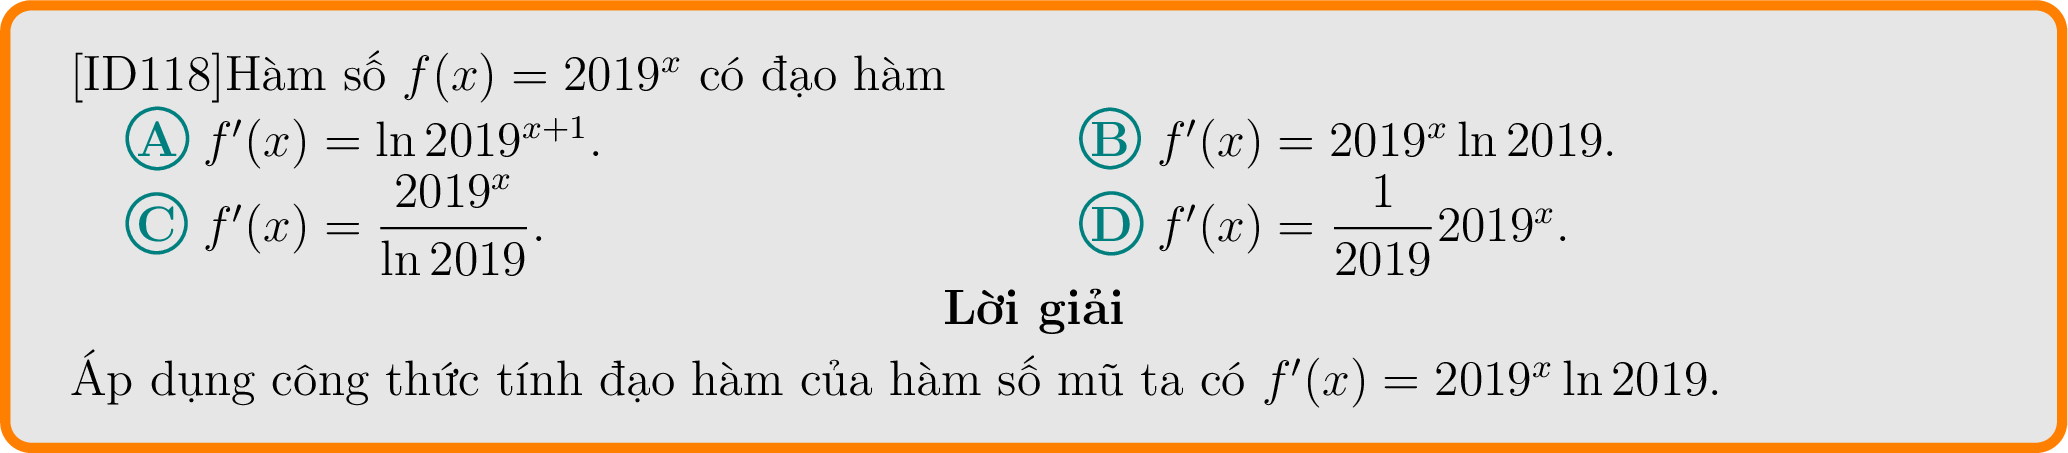 [ID118]Hàm số f(x) = 2019^x có đạo hàm
Ⓐ f′(x) = ln 2019^{x+1}. Ⓑ f′(x) = 2019^x ln 2019.
Ⓒ f′(x) = \frac{2019^x}{ln 2019}. Ⓓ f′(x) = \frac{1}{2019}2019^x.
Lời giải
Áp dụng công thức tính đạo hàm của hàm số mũ ta có f′(x) = 2019^x ln 2019.